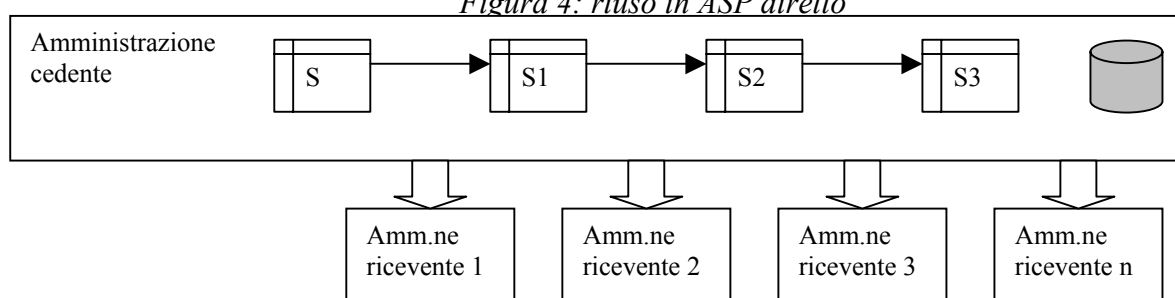 Figura 4: riuso in ASP diretto
Amministrazione
cedente
S
S1
S2
S3
Amm.ne
ricevente 1
Amm.ne
ricevente 2
Amm.ne
ricevente 3
Amm.ne
ricevente n